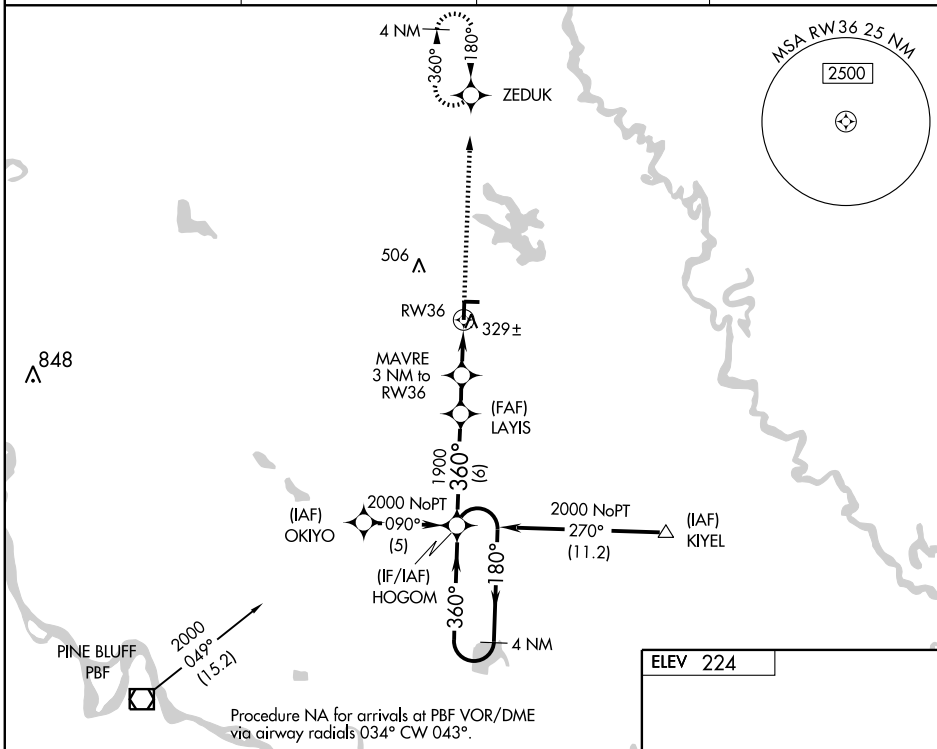 4 NM
360°
180°
ZEDUK
MSA RW36 25 NM
2500
506
RW36
329±
848
MAVRE
3 NM to
RW36
(FAF)
LAYIS
1900
360°
(6)
(IAF)
OKIYO
2000 NoPT
090°
(5)
2000 NoPT
270°
(11.2)
(IAF)
KIYEL
(IF/IAF)
HOGOM
360°
180°
4 NM
PINE BLUFF
PBF
2000
049°
(15.2)
ELEV 224
Procedure NA for arrivals at PBF VOR/DME
via airway radials 034° CW 043°.